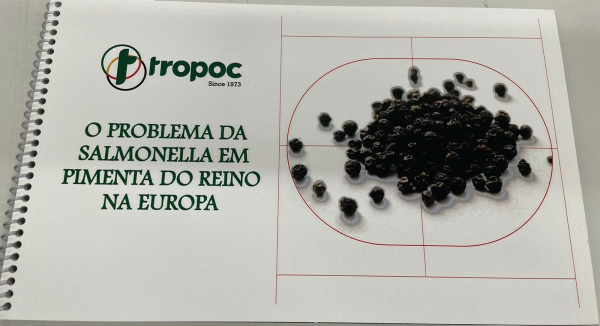 tropoc
Since 1973
O PROBLEMA DA
SALMONELLA EM
PIMENTA DO REINO
NA EUROPA